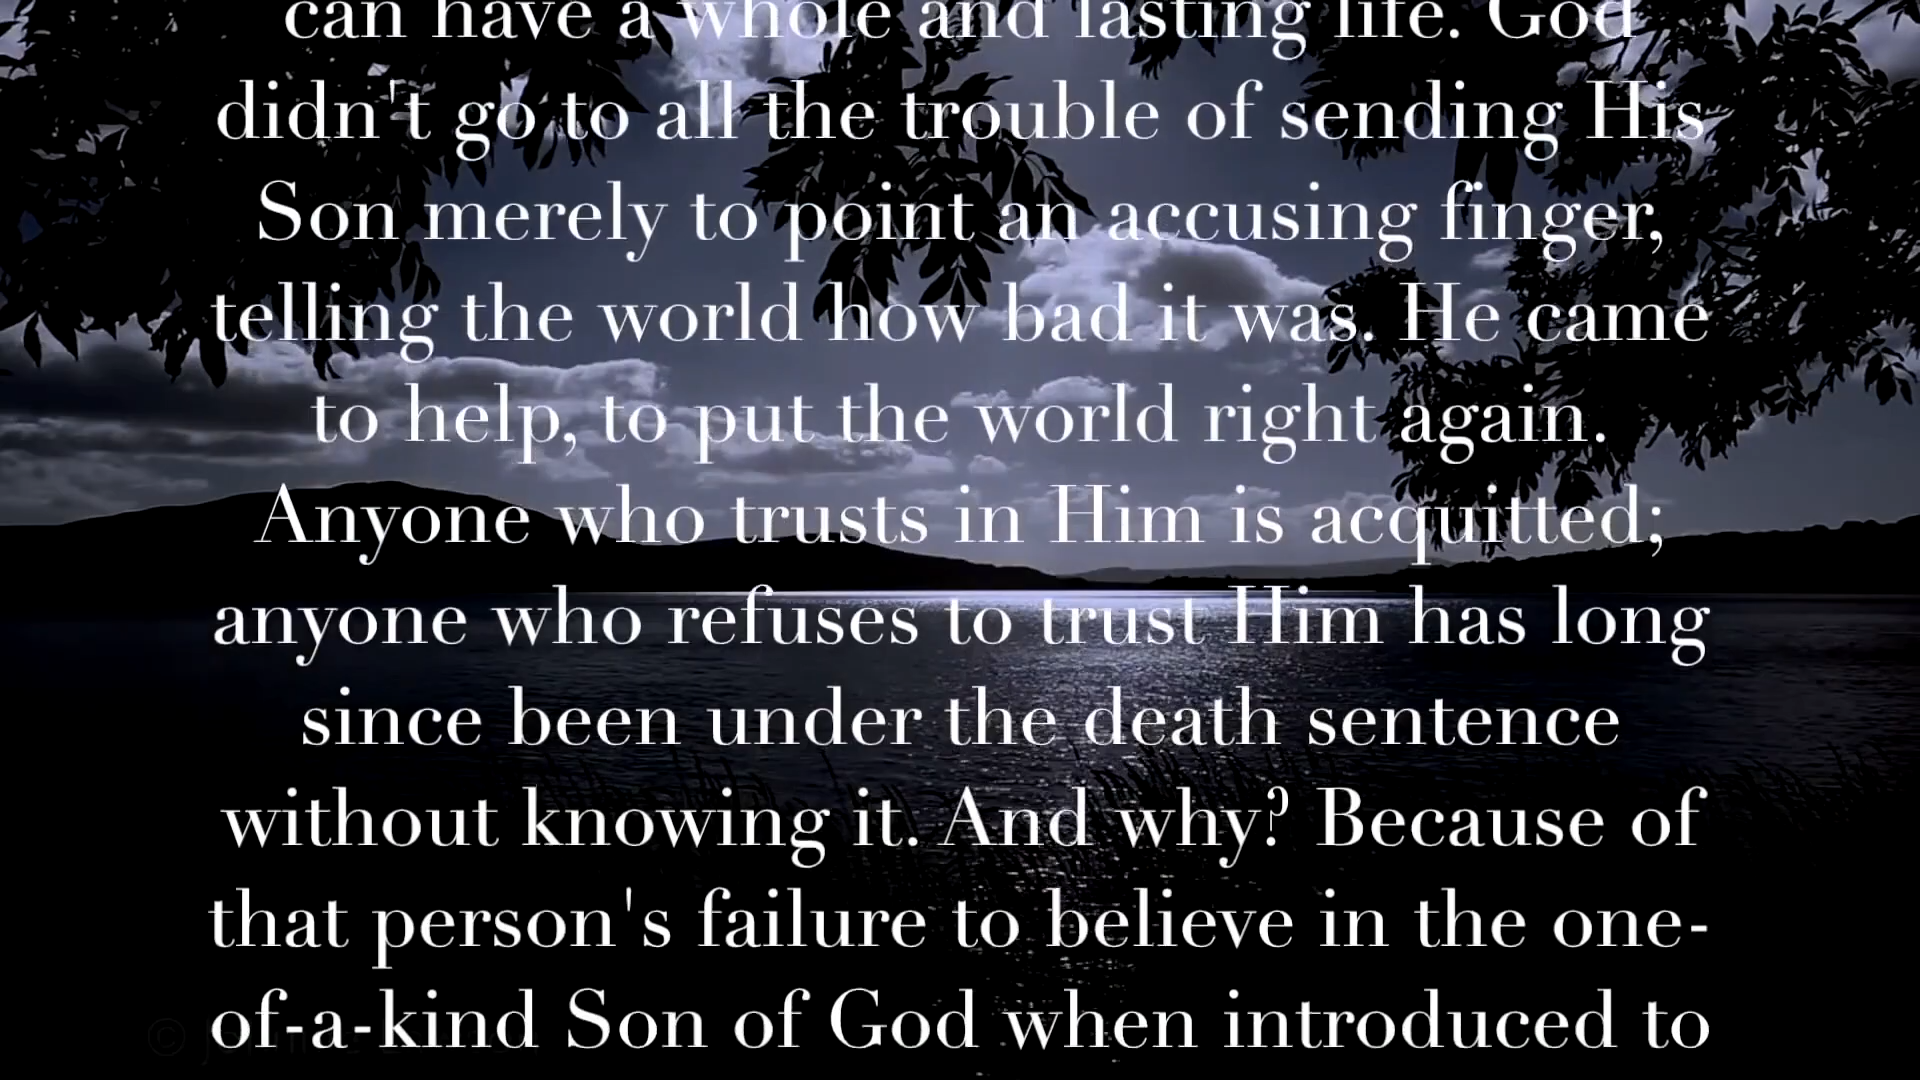 can have a whole and lasting life. God
didn't go to all the trouble of sending His
Son merely to point an accusing finger,
telling the world how bad it was. He came
to help, to put the world right again.
Anyone who trusts in Him is acquitted;
anyone who refuses to trust Him has long
since been under the death sentence
without knowing it. And why? Because of
that person's failure to believe in the one-
of-a-kind Son of God when introduced to